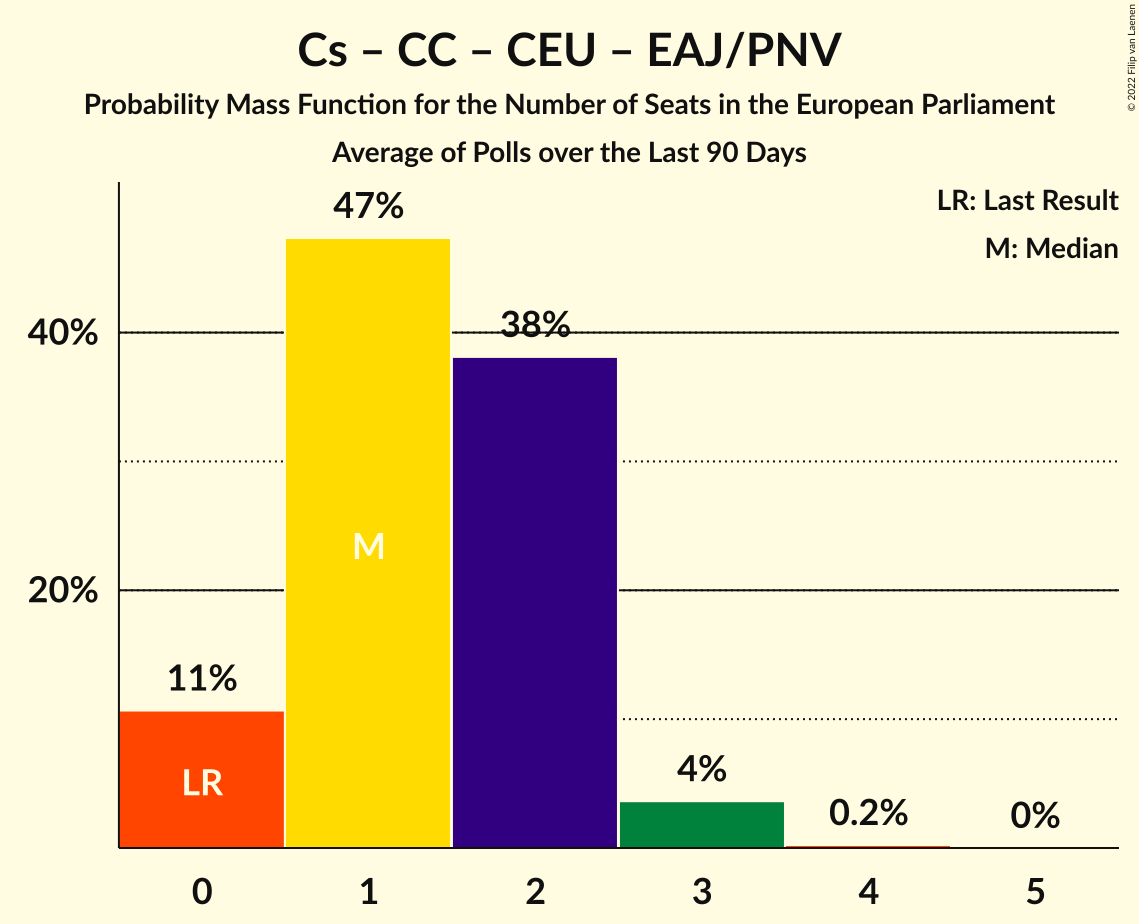 Cs – CC – CEU – EAJ/PNV
Probability Mass Function for the Number of Seats in the European Parliament
Average of Polls over the Last 90 Days
© 2022 Filip van Laenen
LR: Last Result
M: Median
47%
38%
40%
M
20%
11%
LR
4%
0.2%
0%
0 1 2 3 4 5